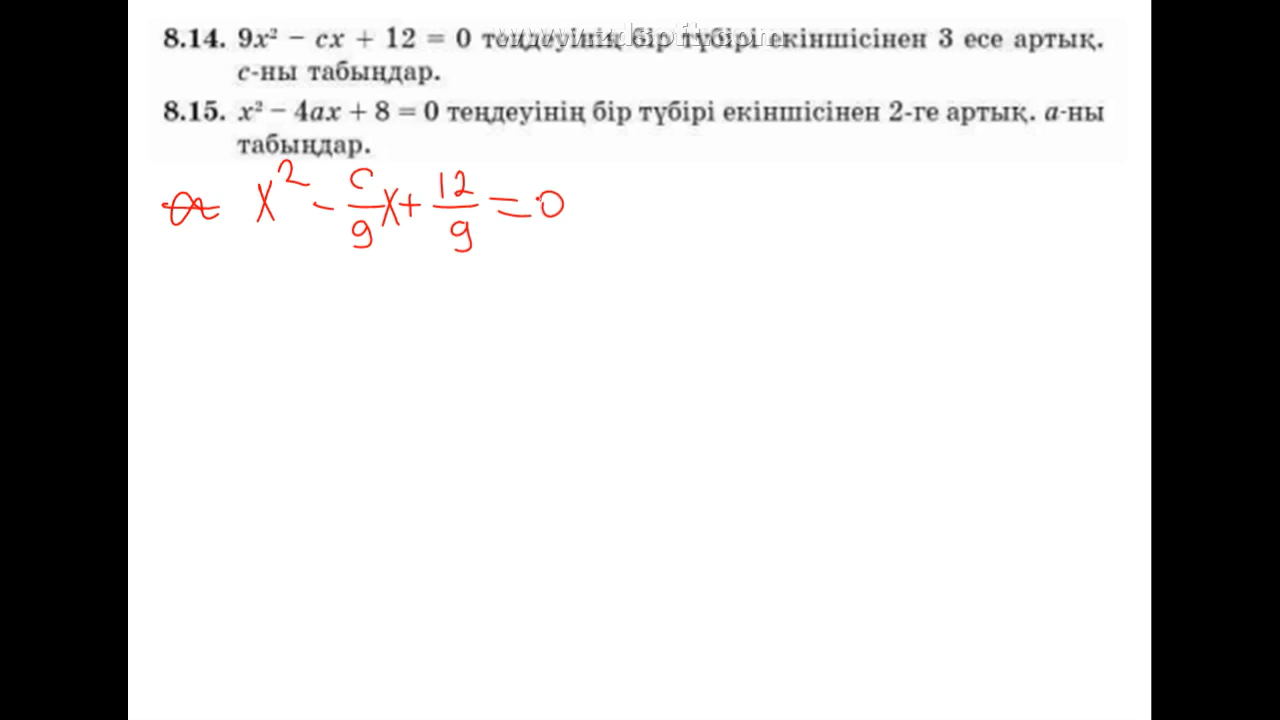 8.14. 9x² − cx + 12 = 0 теңдеуінің бір түбірі екіншісінен 3 есе артық.
c-ны табыңдар.
8.15. x² − 4ax + 8 = 0 теңдеуінің бір түбірі екіншісінен 2-ге артық. a-ны
табыңдар.
x² − c/9 x + 12/9 = 0